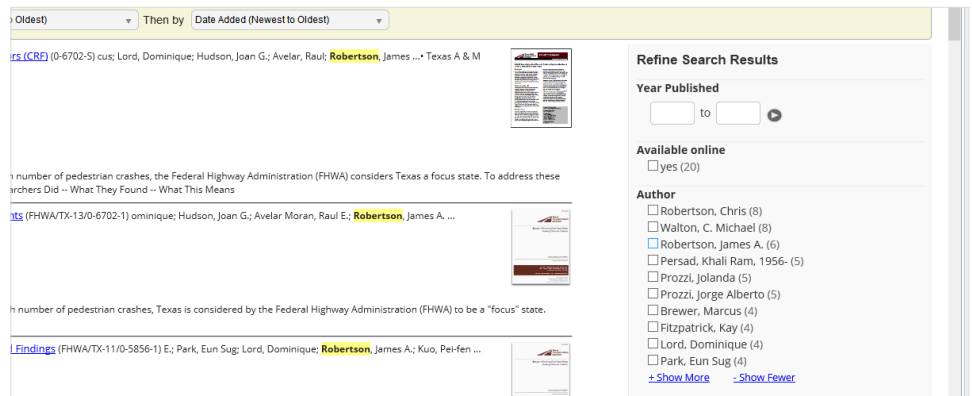 o Oldest) Then by Date Added (Newest to Oldest)
rs (CRF) (0-6702-S) cus; Lord, Dominique; Hudson, Joan G.; Avelar, Raul; Robertson, James ...• Texas A & M
n number of pedestrian crashes, the Federal Highway Administration (FHWA) considers Texas a focus state. To address these
archers Did -- What They Found -- What This Means
nts (FHWA/TX-13/0-6702-1) ominique; Hudson, Joan G.; Avelar Moran, Raul E.; Robertson, James A. ...
h number of pedestrian crashes, Texas is considered by the Federal Highway Administration (FHWA) to be a "focus" state.
d Findings (FHWA/TX-11/0-5856-1) E.; Park, Eun Sug; Lord, Dominique; Robertson, James A.; Kuo, Pei-fen ...
Refine Search Results
Year Published
to
Available online
yes (20)
Author
Robertson, Chris (8)
Walton, C. Michael (8)
Robertson, James A. (6)
Persad, Khali Ram, 1956- (5)
Prozzi, Jolanda (5)
Prozzi, Jorge Alberto (5)
Brewer, Marcus (4)
Fitzpatrick, Kay (4)
Lord, Dominique (4)
Park, Eun Sug (4)
+ Show More - Show Fewer